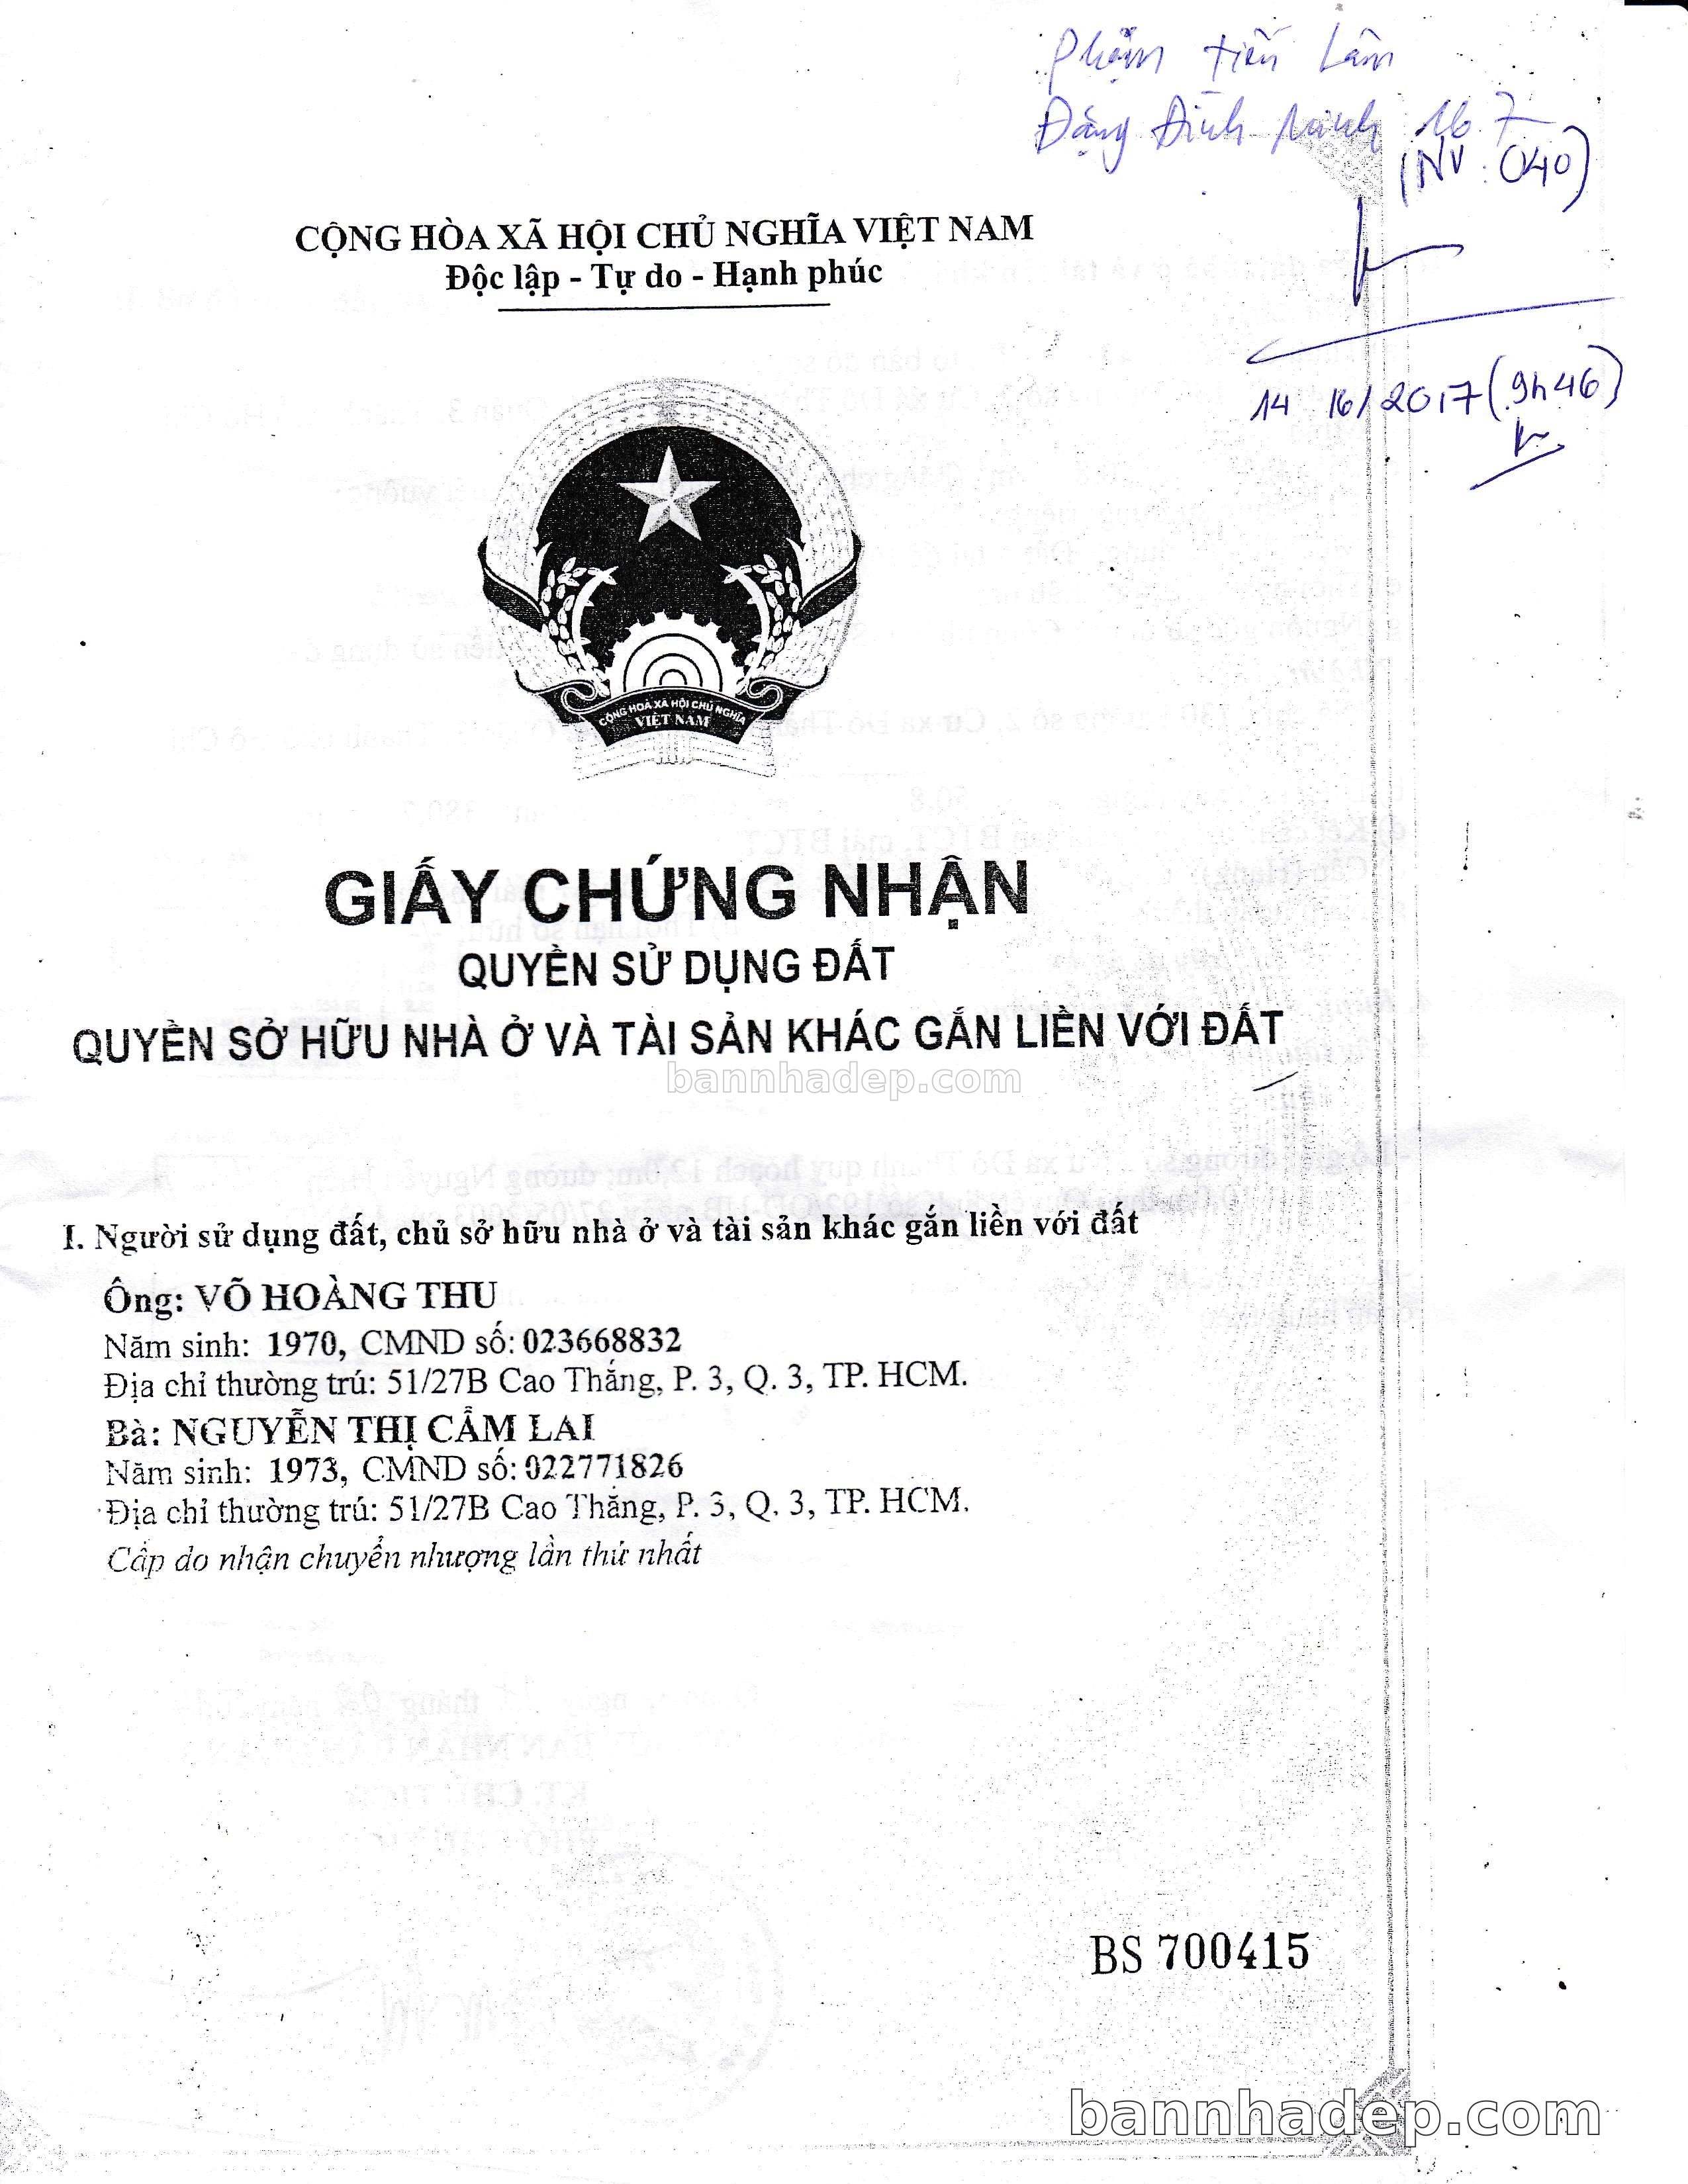 Phạm Tiến Lâm
Đặng Đình 16.7
(NV: 040)
CỘNG HÒA XÃ HỘI CHỦ NGHĨA VIỆT NAM
Độc lập - Tự do - Hạnh phúc
14 16/2017 (9h46)
CỘNG HOÀ XÃ HỘI CHỦ NGHĨA
VIỆT NAM
GIẤY CHỨNG NHẬN
QUYỀN SỬ DỤNG ĐẤT
QUYỀN SỞ HỮU NHÀ Ở VÀ TÀI SẢN KHÁC GẮN LIỀN VỚI ĐẤT
bannhadep.com
I. Người sử dụng đất, chủ sở hữu nhà ở và tài sản khác gắn liền với đất
Ông: VÕ HOÀNG THU
Năm sinh: 1970, CMND số: 023668832
Địa chỉ thường trú: 51/27B Cao Thắng, P. 3, Q. 3, TP. HCM.
Bà: NGUYỄN THỊ CẨM LAI
Năm sinh: 1973, CMND số: 022771826
Địa chỉ thường trú: 51/27B Cao Thắng, P. 3, Q. 3, TP. HCM.
Cấp do nhận chuyển nhượng lần thứ nhất
BS 700415
bannhadep.com